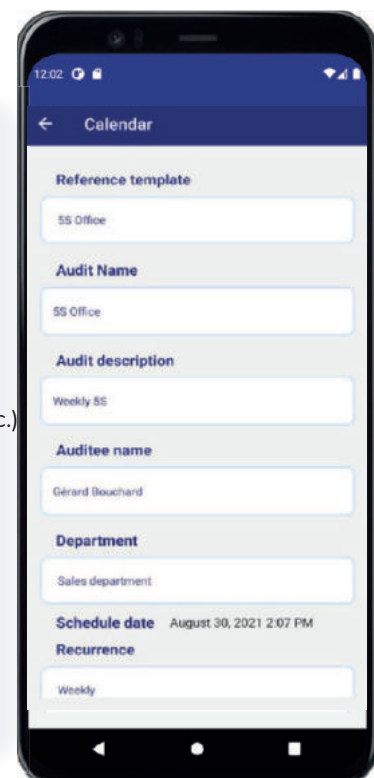 12:02
Calendar
Reference template
5S Office
Audit Name
5S Office
Audit description
Weekly 5S
c.)
Auditee name
Gérard Bouchard
Department
Sales department
Schedule date August 30, 2021 2:07 PM
Recurrence
Weekly